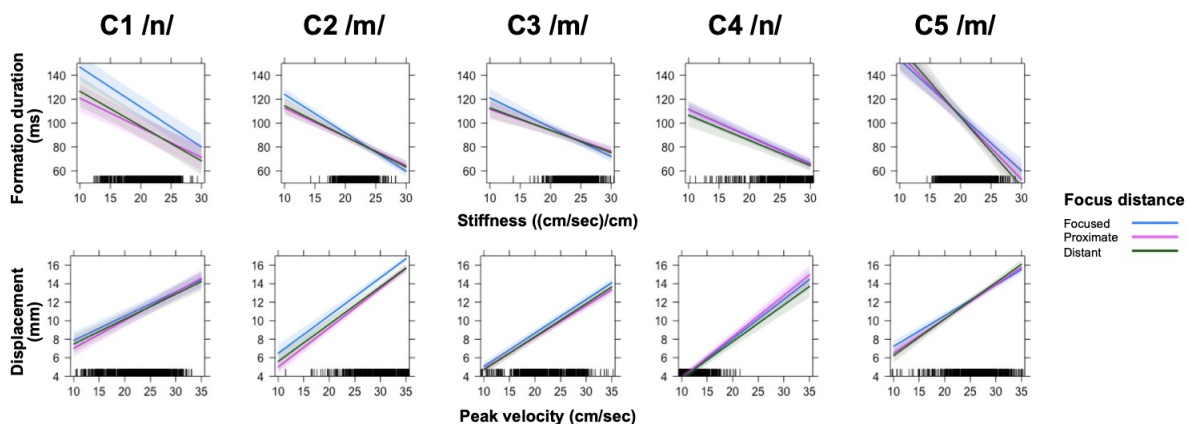 C1 /n/ C2 /m/ C3 /m/ C4 /n/ C5 /m/
Formation duration
(ms)
140 140 140 140 140
120 120 120 120 120
100 100 100 100 100
80 80 80 80 80
60 60 60 60 60
10 15 20 25 30 10 15 20 25 30 10 15 20 25 30 10 15 20 25 30 10 15 20 25 30
Stiffness ((cm/sec)/cm)
Focus distance
Focused
Proximate
Distant
Displacement
(mm)
16 16 16 16 16
14 14 14 14 14
12 12 12 12 12
10 10 10 10 10
8 8 8 8 8
6 6 6 6 6
4 4 4 4 4
10 15 20 25 30 35 10 15 20 25 30 35 10 15 20 25 30 35 10 15 20 25 30 35 10 15 20 25 30 35
Peak velocity (cm/sec)